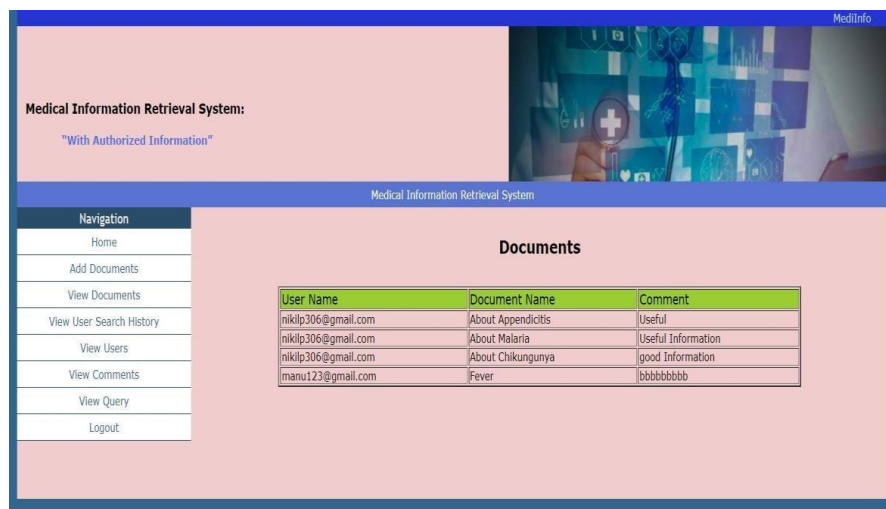 MediInfo
Medical Information Retrieval System:
"With Authorized Information"
Medical Information Retrieval System
Navigation
Home
Add Documents
View Documents
View User Search History
View Users
View Comments
View Query
Logout
Documents
User Name Document Name Comment
nikilp306@gmail.com About Appendicitis Useful
nikilp306@gmail.com About Malaria Useful Information
nikilp306@gmail.com About Chikungunya good Information
manu123@gmail.com Fever bbbbbbbbb